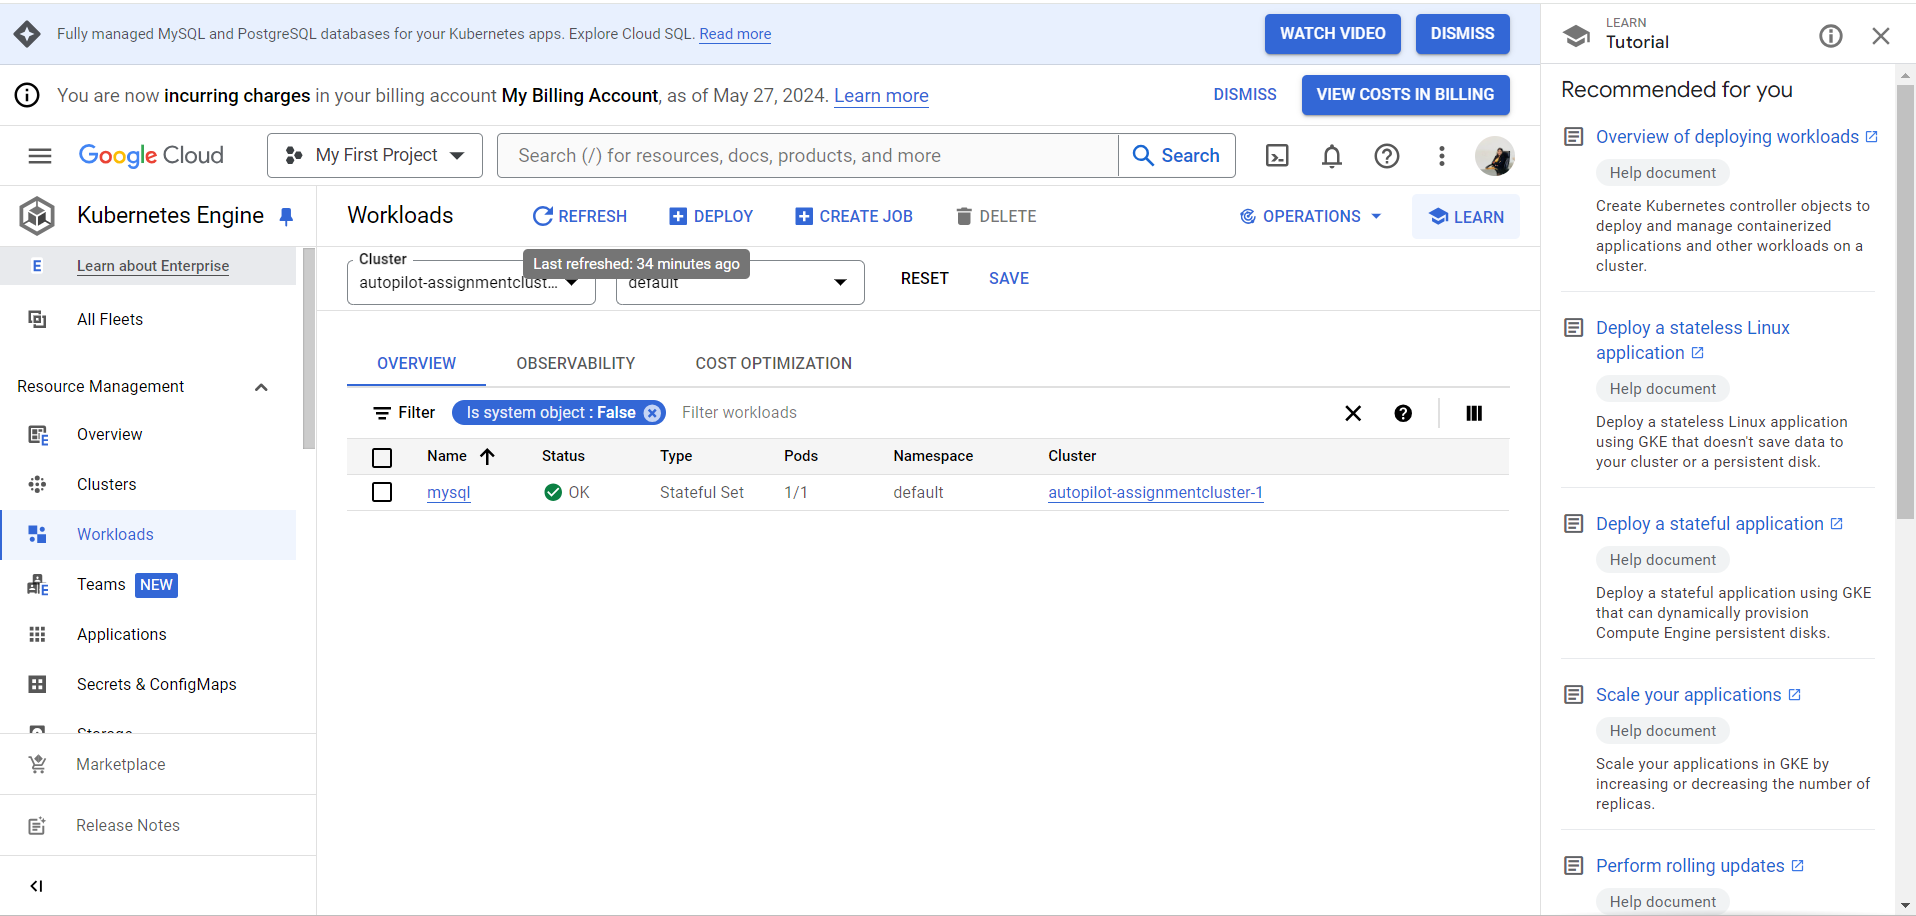 Fully managed MySQL and PostgreSQL databases for your Kubernetes apps. Explore Cloud SQL. Read more
WATCH VIDEO
DISMISS
You are now incurring charges in your billing account My Billing Account, as of May 27, 2024. Learn more
DISMISS
VIEW COSTS IN BILLING
Google Cloud
My First Project
Search (/) for resources, docs, products, and more
Search
Kubernetes Engine
E Learn about Enterprise
All Fleets
Resource Management
Overview
Clusters
Workloads
Teams NEW
Applications
Secrets & ConfigMaps
Storage
Marketplace
Release Notes
Workloads
REFRESH
DEPLOY
CREATE JOB
DELETE
OPERATIONS
LEARN
Last refreshed: 34 minutes ago
Cluster
autopilot-assignmentclust...
default
RESET
SAVE
OVERVIEW
OBSERVABILITY
COST OPTIMIZATION
Filter
Is system object : False
Filter workloads
Name Status Type Pods Namespace Cluster
mysql OK Stateful Set 1/1 default autopilot-assignmentcluster-1
LEARN
Tutorial
Recommended for you
Overview of deploying workloads
Help document
Create Kubernetes controller objects to
deploy and manage containerized
applications and other workloads on a
cluster.
Deploy a stateless Linux
application
Help document
Deploy a stateless Linux application
using GKE that doesn't save data to
your cluster or a persistent disk.
Deploy a stateful application
Help document
Deploy a stateful application using GKE
that can dynamically provision
Compute Engine persistent disks.
Scale your applications
Help document
Scale your applications in GKE by
increasing or decreasing the number of
replicas.
Perform rolling updates
Help document